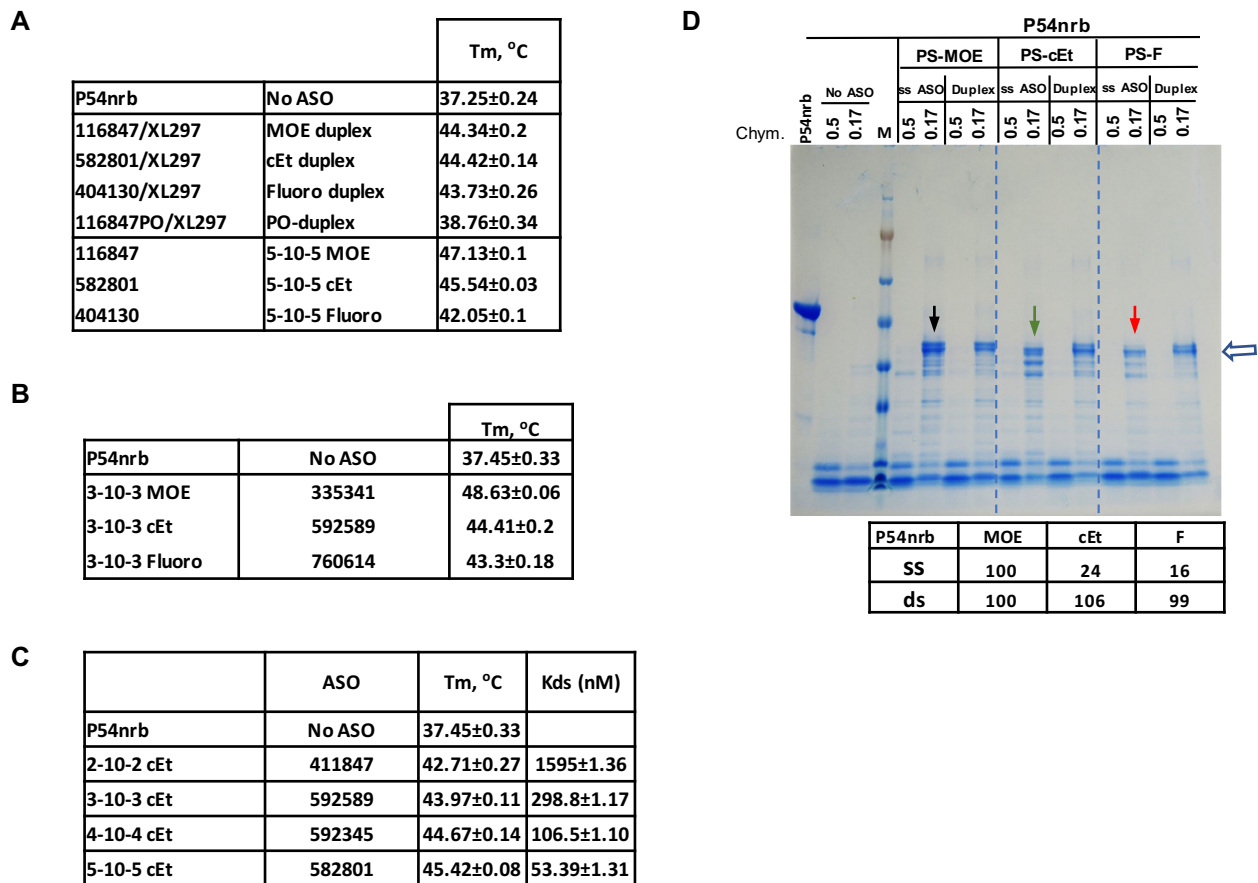 A
Tm, °C
P54nrb No ASO 37.25±0.24
116847/XL297 MOE duplex 44.34±0.2
582801/XL297 cEt duplex 44.42±0.14
404130/XL297 Fluoro duplex 43.73±0.26
116847PO/XL297 PO-duplex 38.76±0.34
116847 5-10-5 MOE 47.13±0.1
582801 5-10-5 cEt 45.54±0.03
404130 5-10-5 Fluoro 42.05±0.1
B
Tm, °C
P54nrb No ASO 37.45±0.33
3-10-3 MOE 335341 48.63±0.06
3-10-3 cEt 592589 44.41±0.2
3-10-3 Fluoro 760614 43.3±0.18
C
ASO Tm, °C Kds (nM)
P54nrb No ASO 37.45±0.33
2-10-2 cEt 411847 42.71±0.27 1595±1.36
3-10-3 cEt 592589 43.97±0.11 298.8±1.17
4-10-4 cEt 592345 44.67±0.14 106.5±1.10
5-10-5 cEt 582801 45.42±0.08 53.39±1.31
D
P54nrb
PS-MOE PS-cEt PS-F
No ASO ss ASO Duplex ss ASO Duplex ss ASO Duplex
Chym. P54nrb 0.5 0.17 M 0.5 0.17 0.5 0.17 0.5 0.17 0.5 0.17 0.5 0.17 0.5 0.17
P54nrb MOE cEt F
SS 100 24 16
ds 100 106 99